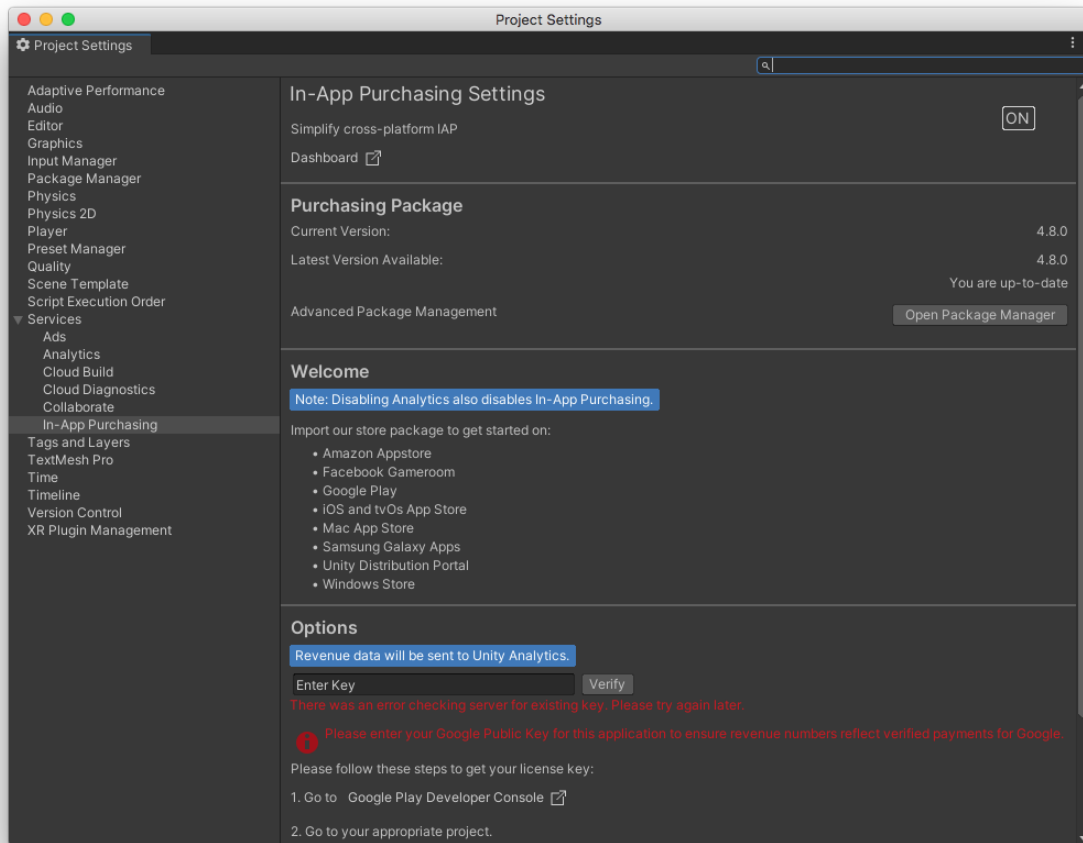 Project Settings
Project Settings
Adaptive Performance
Audio
Editor
Graphics
Input Manager
Package Manager
Physics
Physics 2D
Player
Preset Manager
Quality
Scene Template
Script Execution Order
Services
Ads
Analytics
Cloud Build
Cloud Diagnostics
Collaborate
In-App Purchasing
Tags and Layers
TextMesh Pro
Time
Timeline
Version Control
XR Plugin Management
In-App Purchasing Settings
ON
Simplify cross-platform IAP
Dashboard
Purchasing Package
Current Version: 4.8.0
Latest Version Available: 4.8.0
You are up-to-date
Advanced Package Management Open Package Manager
Welcome
Note: Disabling Analytics also disables In-App Purchasing.
Import our store package to get started on:
• Amazon Appstore
• Facebook Gameroom
• Google Play
• iOS and tvOs App Store
• Mac App Store
• Samsung Galaxy Apps
• Unity Distribution Portal
• Windows Store
Options
Revenue data will be sent to Unity Analytics.
Enter Key Verify
There was an error checking server for existing key. Please try again later.
Please enter your Google Public Key for this application to ensure revenue numbers reflect verified payments for Google.
Please follow these steps to get your license key:
1. Go to Google Play Developer Console
2. Go to your appropriate project.